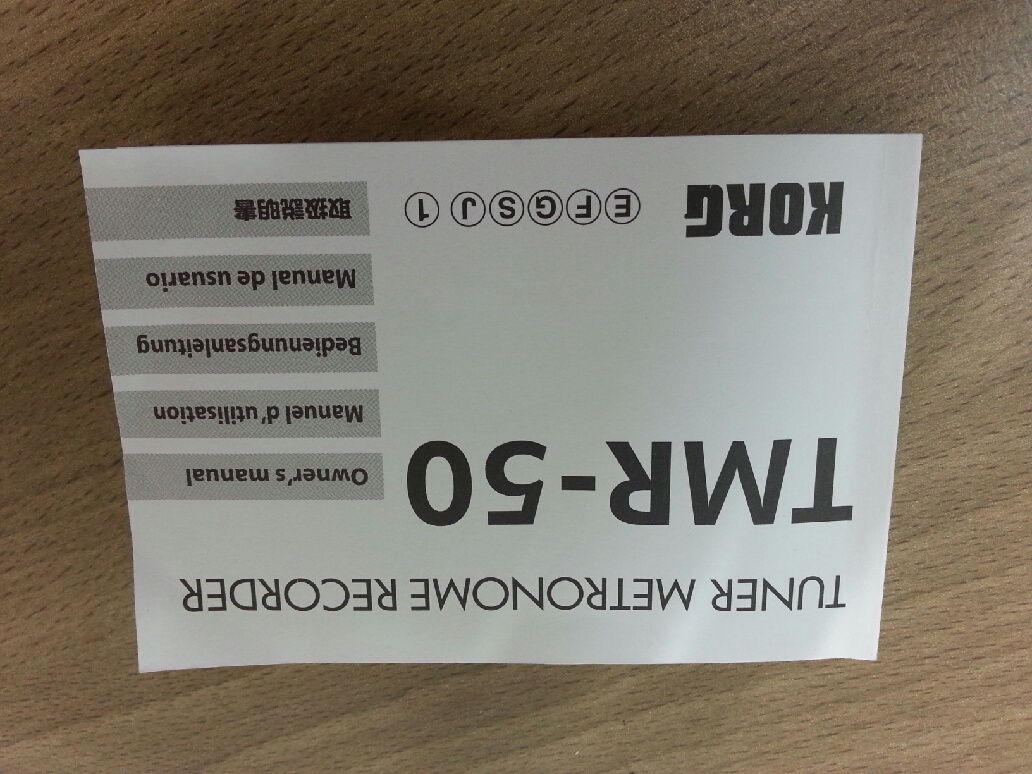 TUNER METRONOME RECORDER
TMR-50
Owner's manual
Manuel d'utilisation
Bedienungsanleitung
Manual de usuario
取扱説明書
KORG
Ⓔ Ⓕ Ⓖ Ⓢ Ⓙ ①